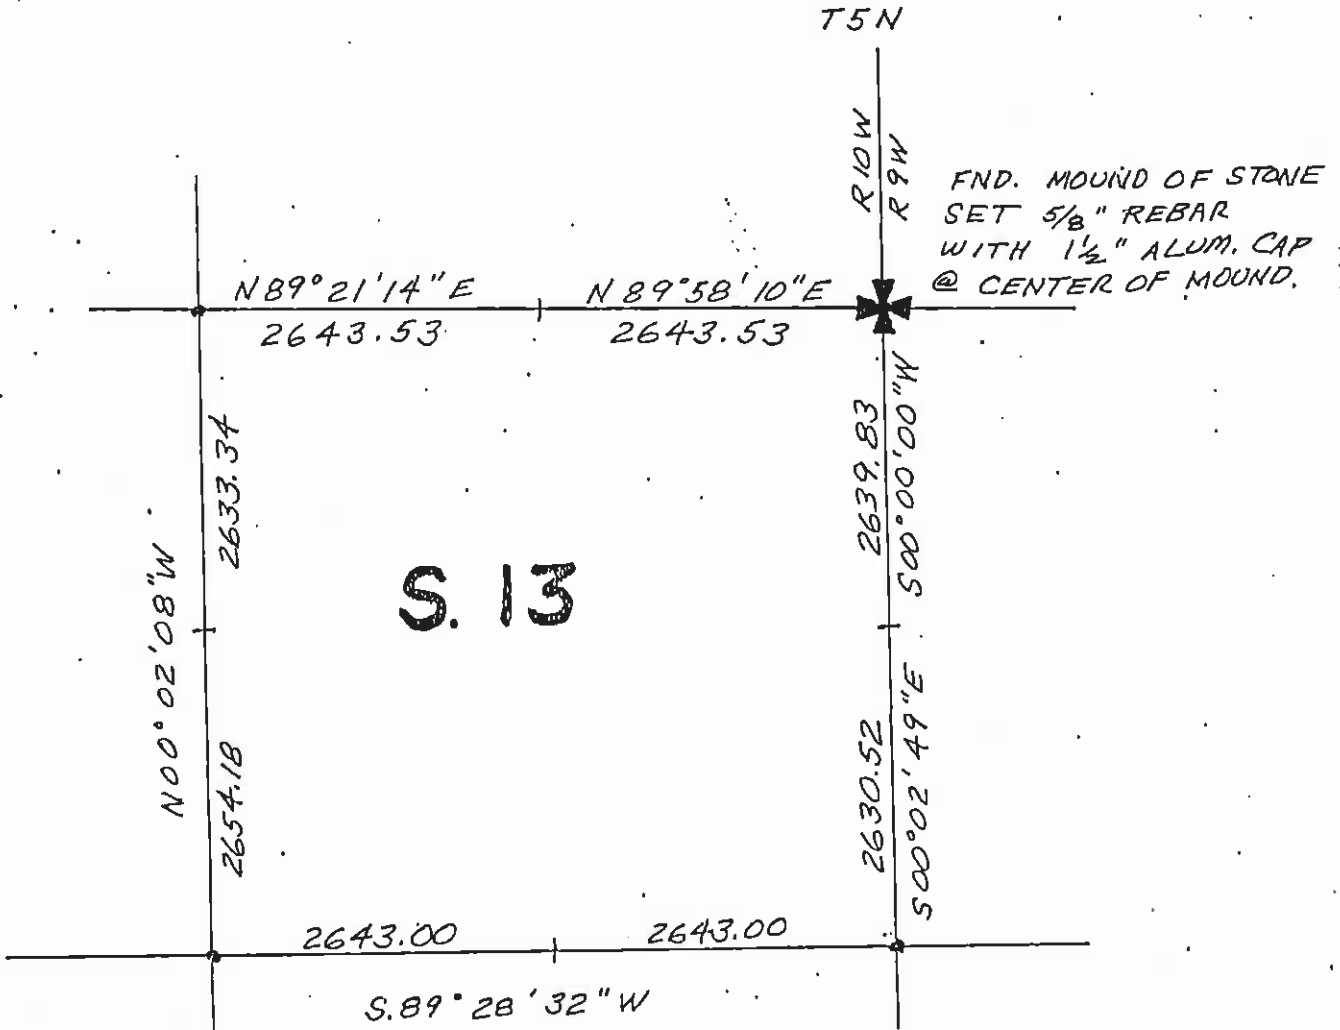 T5N
R10W
R9W
FND. MOUND OF STONE
SET 5/8" REBAR
WITH 1½" ALUM. CAP
@ CENTER OF MOUND.
N89°21'14"E
N89°58'10"E
2643.53
2643.53
2633.34
2639.83
S00°00'00"W
S. 13
N00°02'08"W
2654.18
2630.52
S00°02'49"E
2643.00
2643.00
S.89°28'32"W